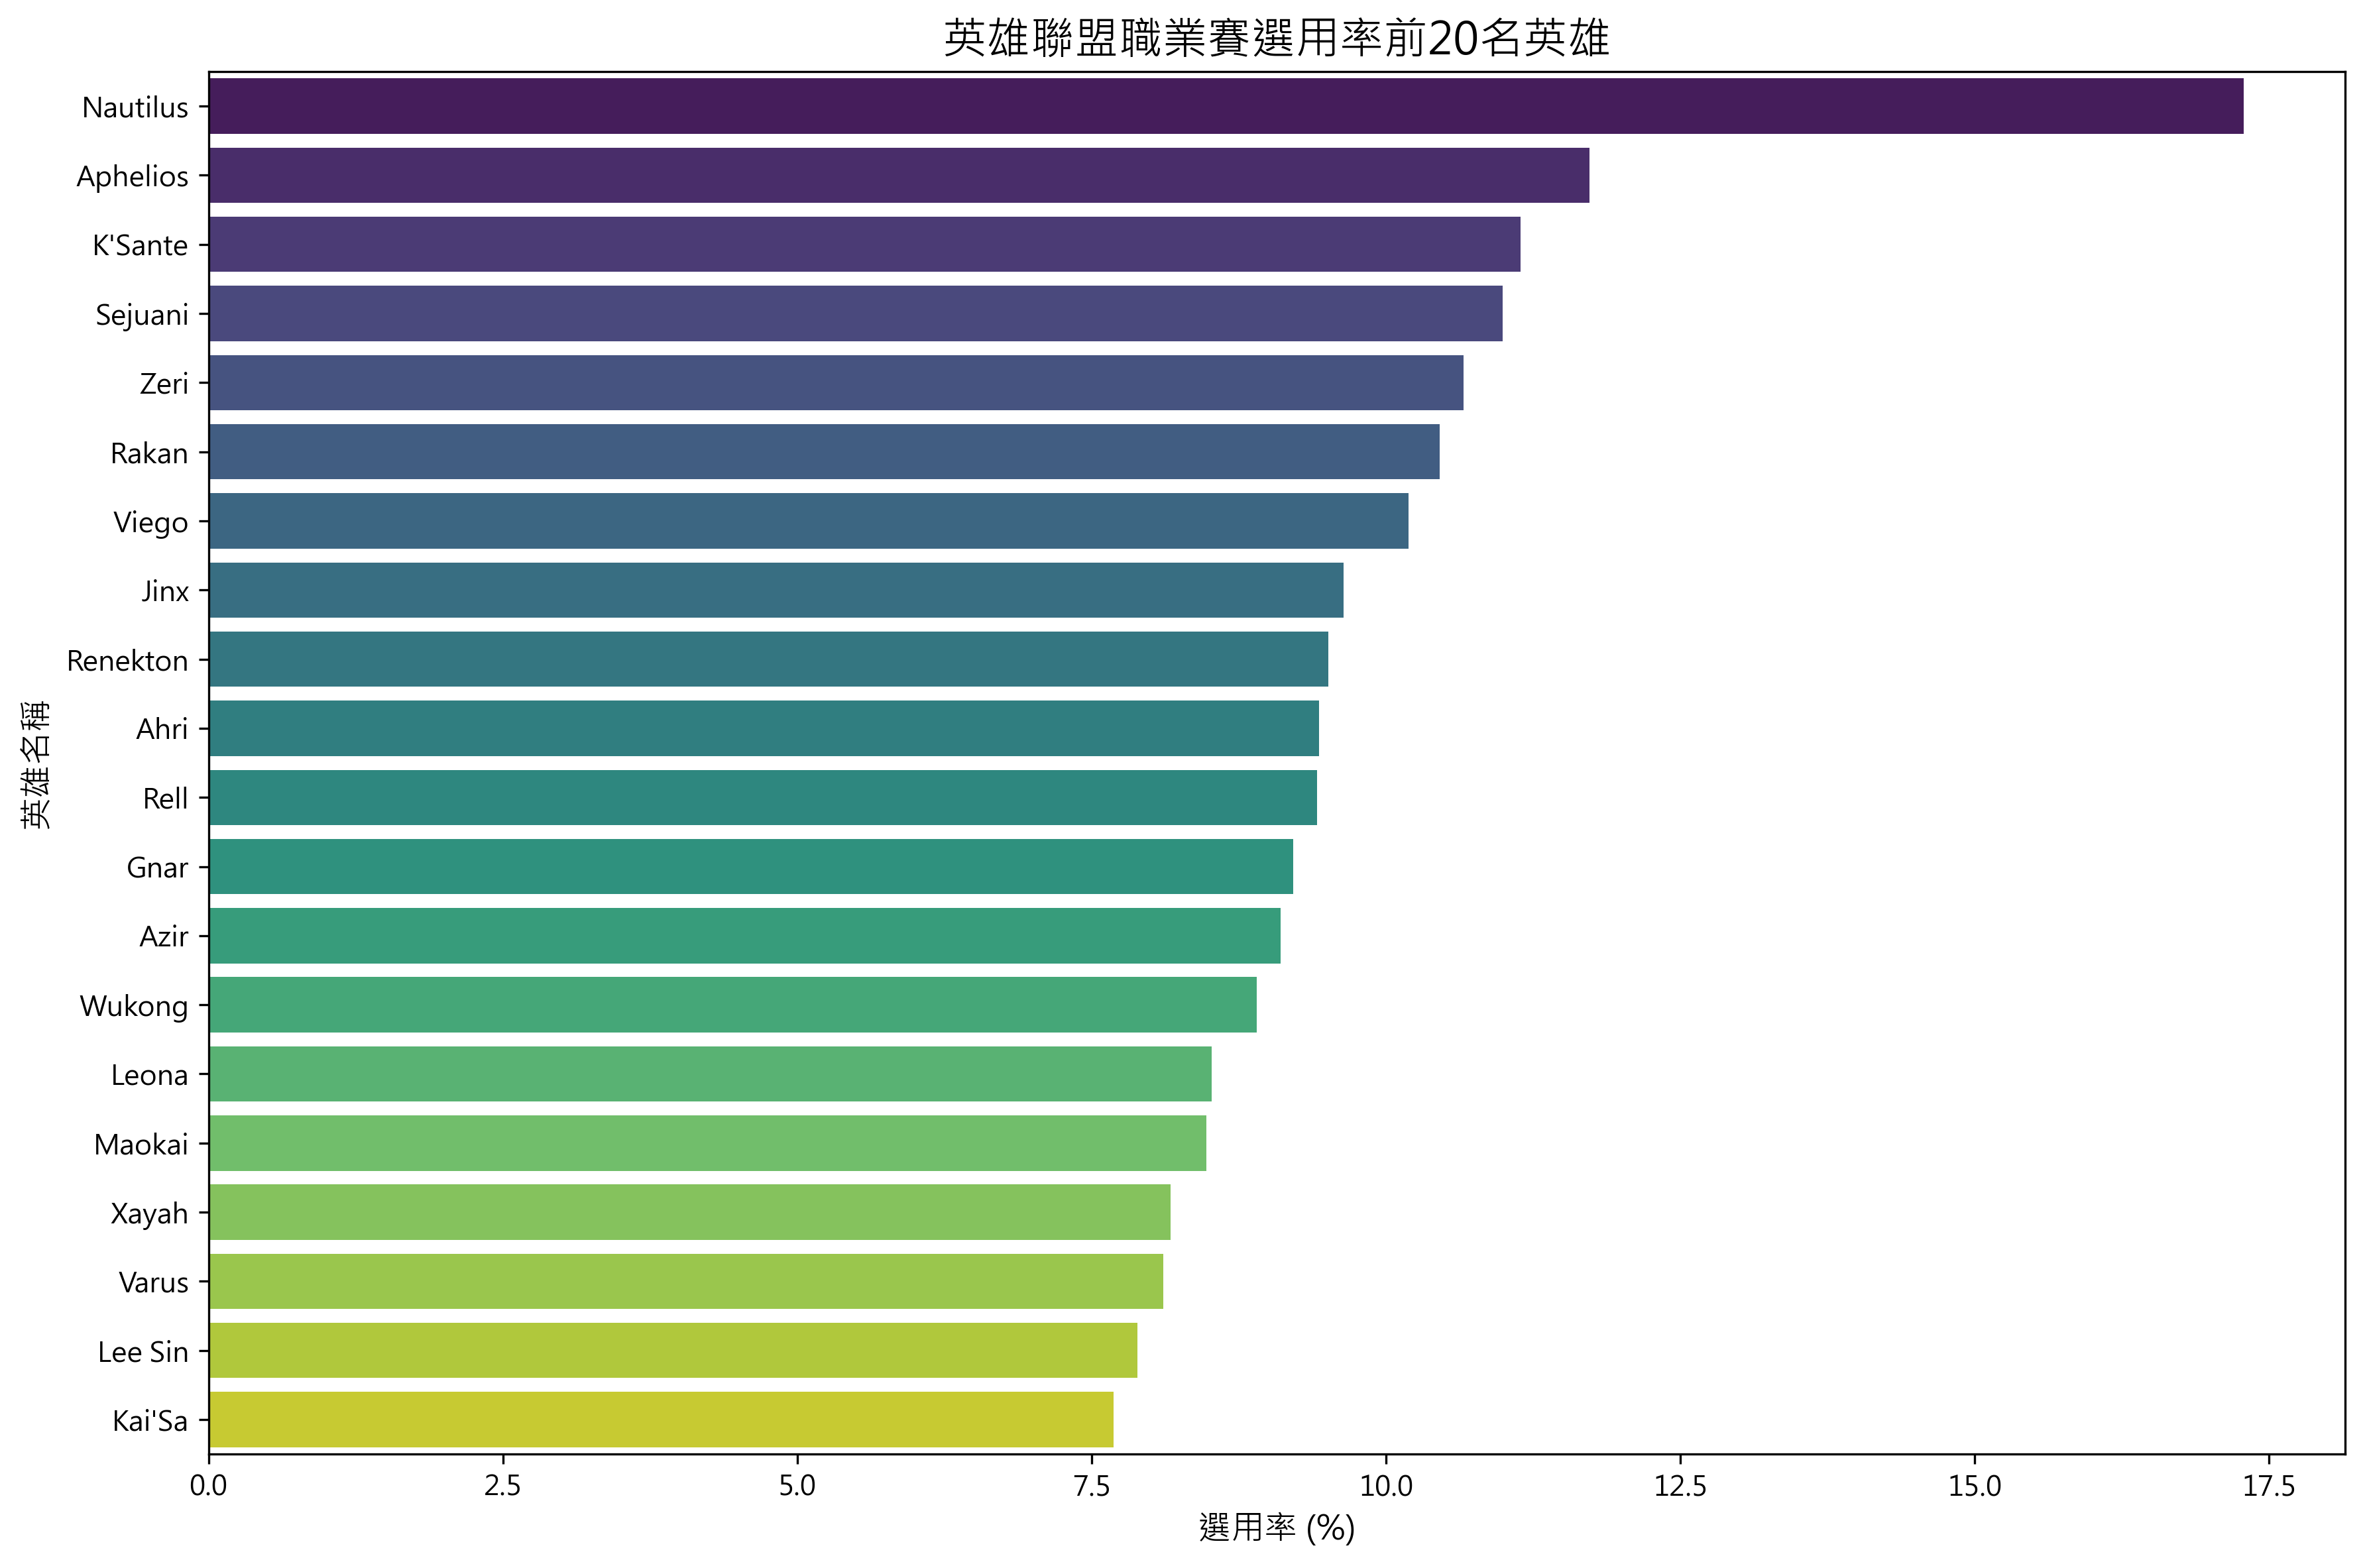 英雄聯盟職業賽選用率前20名英雄
英雄名稱
Nautilus
Aphelios
K'Sante
Sejuani
Zeri
Rakan
Viego
Jinx
Renekton
Ahri
Rell
Gnar
Azir
Wukong
Leona
Maokai
Xayah
Varus
Lee Sin
Kai'Sa
0.0 2.5 5.0 7.5 10.0 12.5 15.0 17.5
選用率 (%)